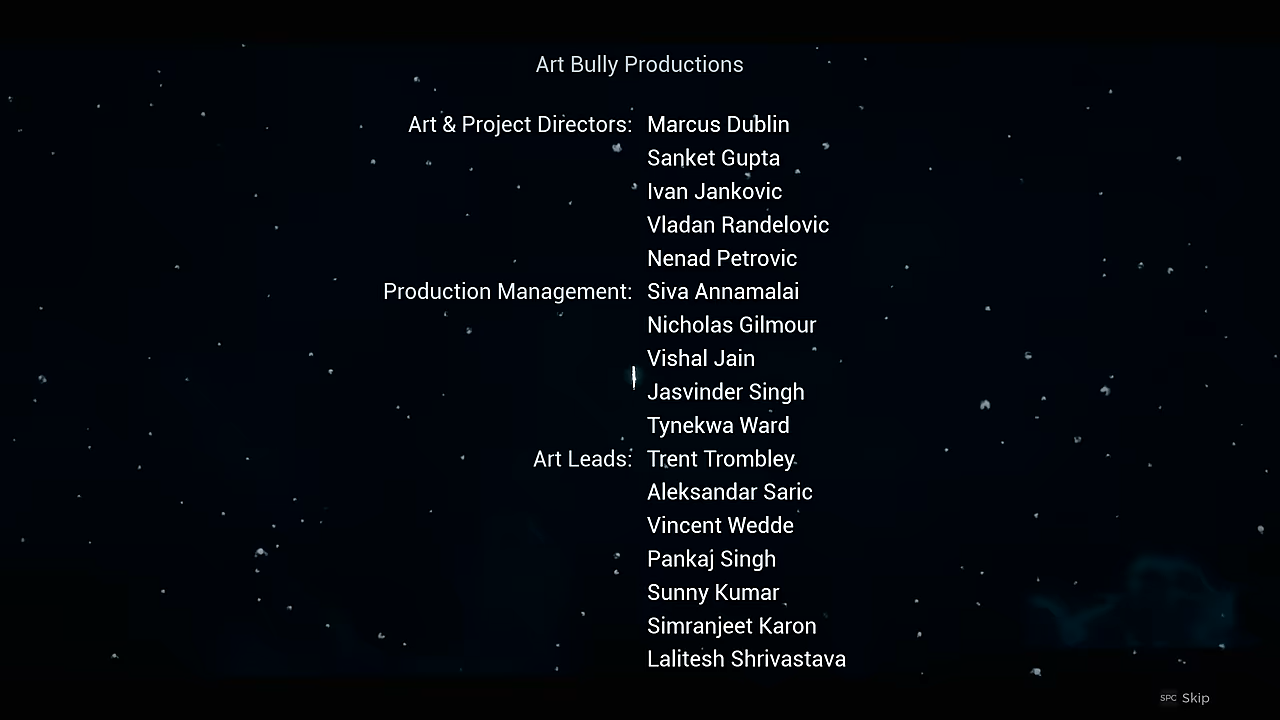 Art Bully Productions
Art & Project Directors: Marcus Dublin
Sanket Gupta
Ivan Jankovic
Vladan Randelovic
Nenad Petrovic
Production Management: Siva Annamalai
Nicholas Gilmour
Vishal Jain
Jasvinder Singh
Tynekwa Ward
Art Leads: Trent Trombley
Aleksandar Saric
Vincent Wedde
Pankaj Singh
Sunny Kumar
Simranjeet Karon
Lalitesh Shrivastava
SPC Skip